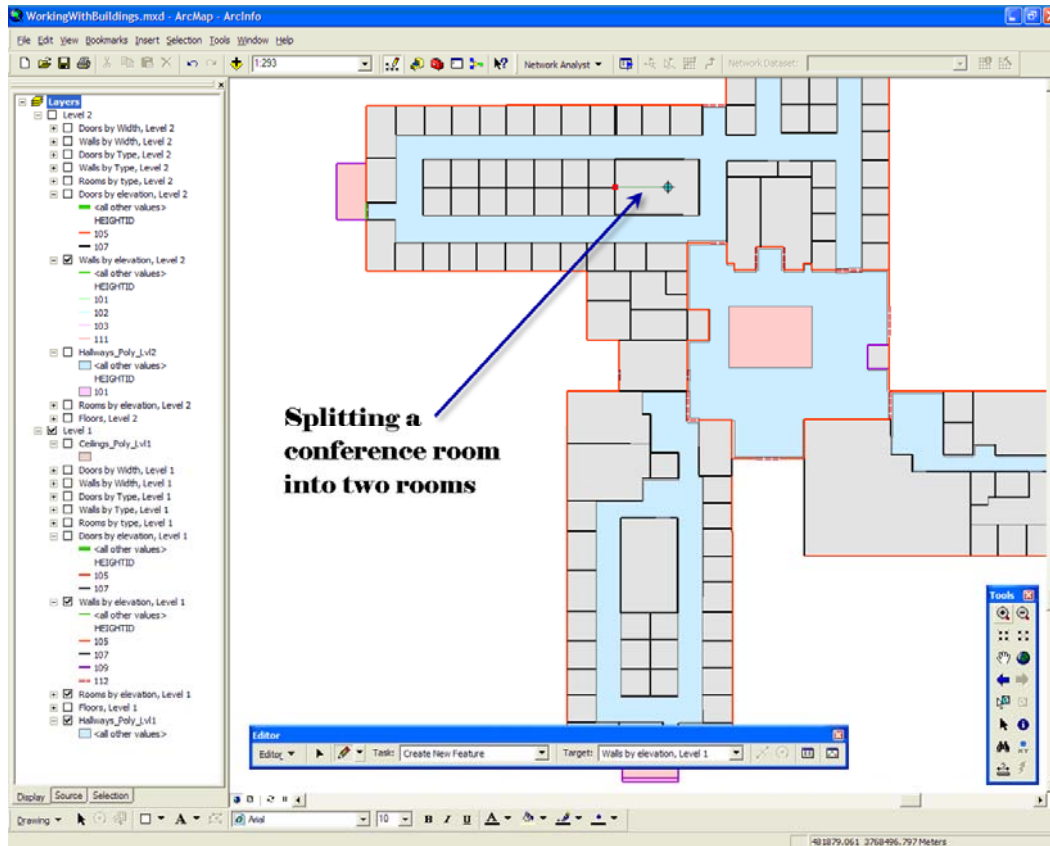 WorkingWithBuildings.mxd - ArcMap - ArcInfo
File Edit View Bookmarks Insert Selection Tools Window Help
1:293
Network Analyst
Network Dataset:
Layers
Level 2
Doors by Width, Level 2
Walls by Width, Level 2
Doors by Type, Level 2
Walls by Type, Level 2
Rooms by type, Level 2
Doors by elevation, Level 2
<all other values>
HEIGHTID
105
107
Walls by elevation, Level 2
<all other values>
HEIGHTID
101
102
103
111
Hallways_Poly_Lvl2
<all other values>
HEIGHTID
101
Rooms by elevation, Level 2
Floors, Level 2
Level 1
Ceilings_Poly_Lvl1
Doors by Width, Level 1
Walls by Width, Level 1
Doors by Type, Level 1
Walls by Type, Level 1
Rooms by type, Level 1
Doors by elevation, Level 1
<all other values>
HEIGHTID
105
107
Walls by elevation, Level 1
<all other values>
HEIGHTID
105
107
109
112
Rooms by elevation, Level 1
Floors, Level 1
Hallways_Poly_Lvl1
<all other values>
Splitting a
conference room
into two rooms
Tools
XY
Editor
Editor Task: Create New Feature Target: Walls by elevation, Level 1
Display Source Selection
Drawing A Arial 10 B I U A
481879.061 3768496.797 Meters